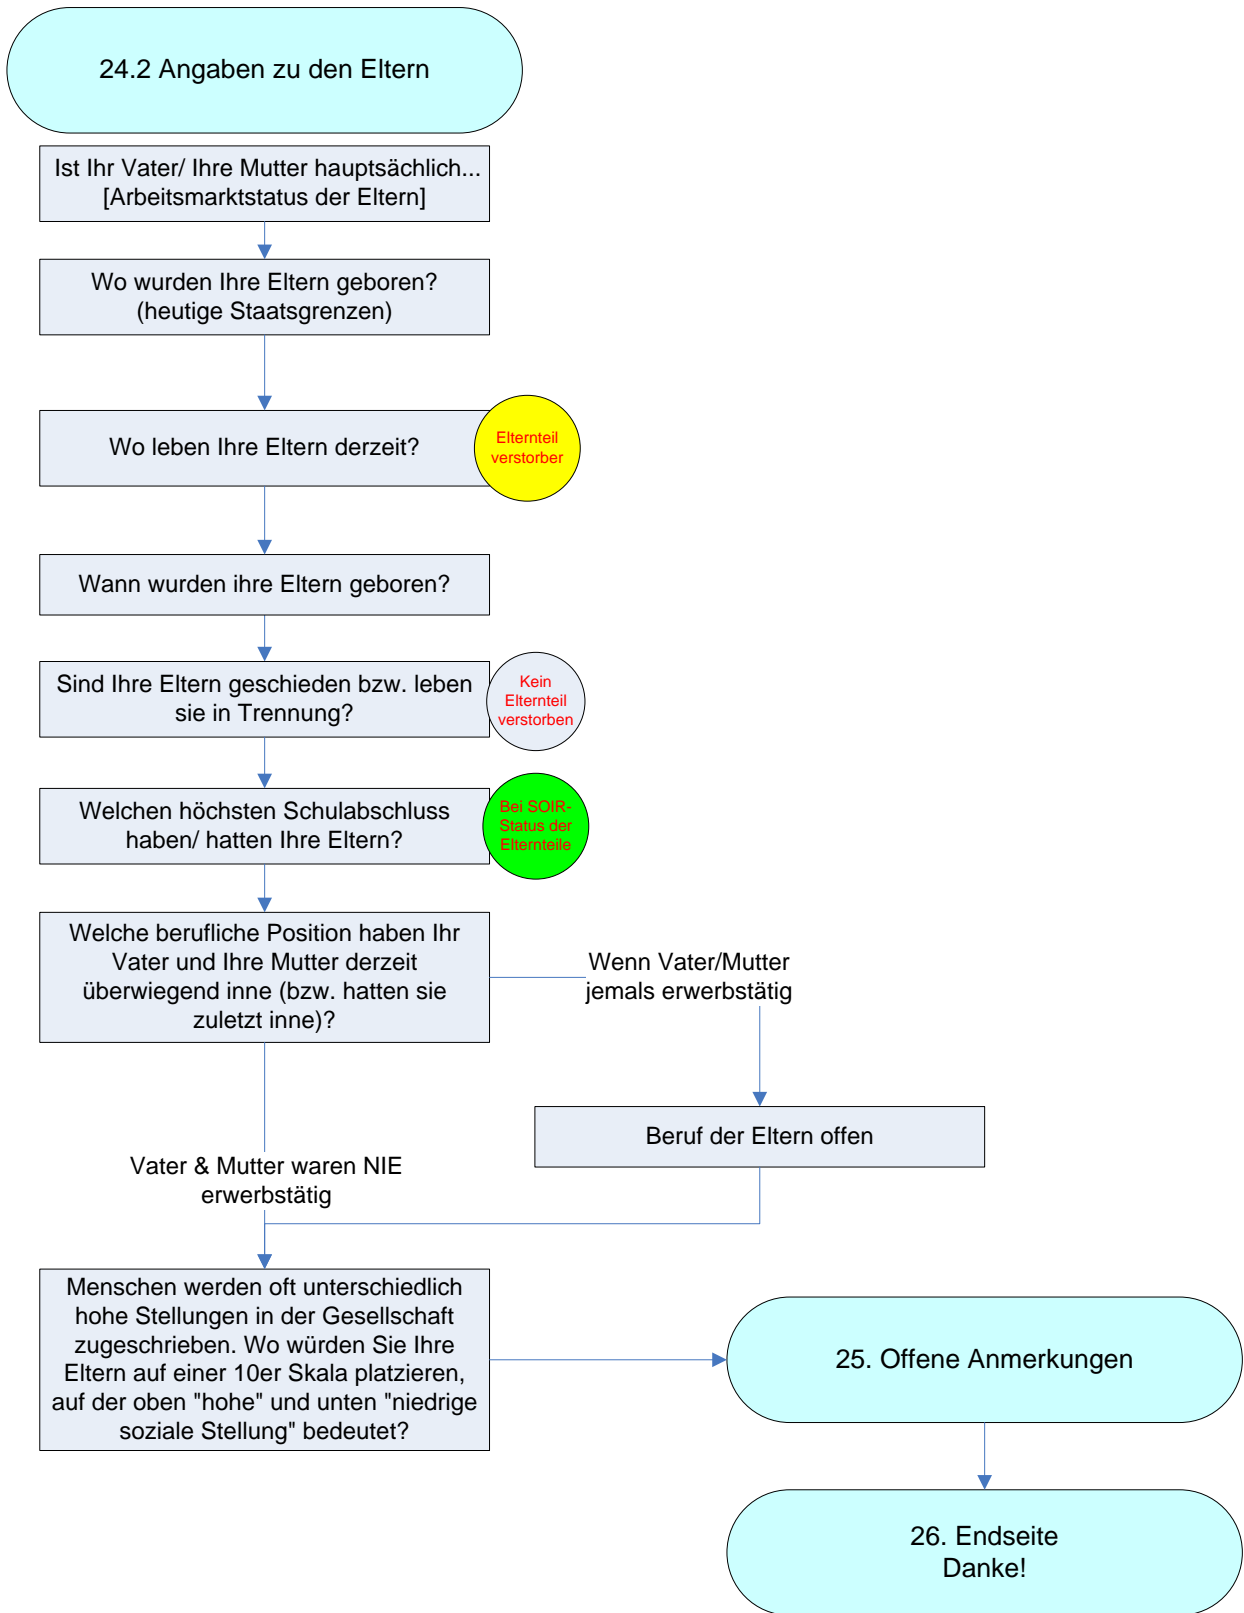 24.2 Angaben zu den Eltern
Ist Ihr Vater/ Ihre Mutter hauptsächlich...
[Arbeitsmarktstatus der Eltern]
Wo wurden Ihre Eltern geboren?
(heutige Staatsgrenzen)
Wo leben Ihre Eltern derzeit?
Elternteil
verstorber
Wann wurden ihre Eltern geboren?
Sind Ihre Eltern geschieden bzw. leben
sie in Trennung?
Kein
Elternteil
verstorben
Welchen höchsten Schulabschluss
haben/ hatten Ihre Eltern?
Bei SOIR-
Status der
Elternteile
Welche berufliche Position haben Ihr
Vater und Ihre Mutter derzeit
überwiegend inne (bzw. hatten sie
zuletzt inne)?
Wenn Vater/Mutter
jemals erwerbstätig
Beruf der Eltern offen
Vater & Mutter waren NIE
erwerbstätig
Menschen werden oft unterschiedlich
hohe Stellungen in der Gesellschaft
zugeschrieben. Wo würden Sie Ihre
Eltern auf einer 10er Skala platzieren,
auf der oben "hohe" und unten "niedrige
soziale Stellung" bedeutet?
25. Offene Anmerkungen
26. Endseite
Danke!